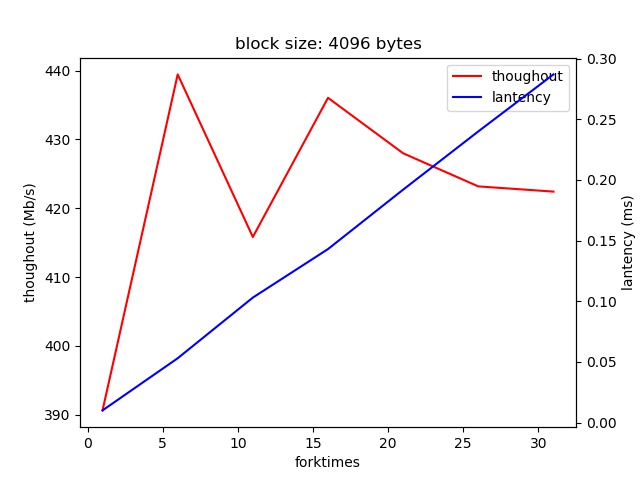 block size: 4096 bytes
thoughout
lantency
440
430
420
410
400
390
thoughout (Mb/s)
0.30
0.25
0.20
0.15
0.10
0.05
0.00
lantency (ms)
0 5 10 15 20 25 30
forktimes